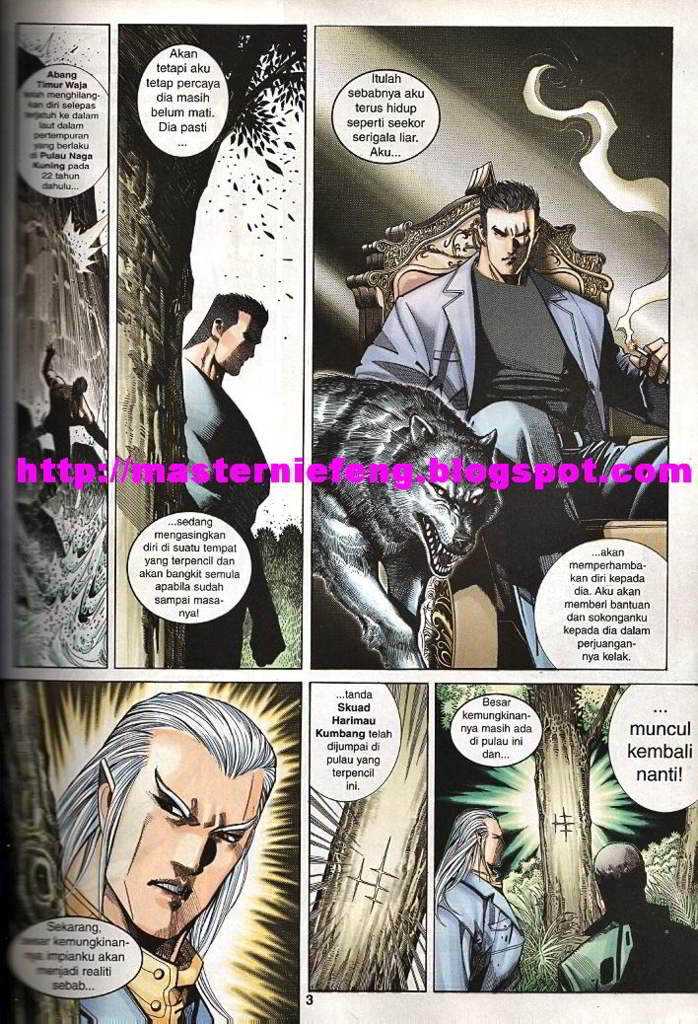 Abang
Timur Waja
telah menghilang-
kan diri selepas
terjatuh ke dalam
laut dalam
pertempuran
yang berlaku
di Pulau Naga
Kuning pada
22 tahun
dahulu...
Akan
tetapi aku
tetap percaya
dia masih
belum mati.
Dia pasti
...
...sedang
mengasingkan
diri di suatu tempat
yang terpencil dan
akan bangkit semula
apabila sudah
sampai masa-
nya!
Itulah
sebabnya aku
terus hidup
seperti seekor
serigala liar.
Aku...
...akan
memperhamba-
kan diri kepada
dia. Aku akan
memberi bantuan
dan sokonganku
kepada dia dalam
perjuangan-
nya kelak.
http://masterniefeng.blogspot.com
Sekarang,
besar kemungkinan-
nya impianku akan
menjadi realiti
sebab...
...tanda
Skuad
Harimau
Kumbang telah
dijumpai di
pulau yang
terpencil
ini.
Besar
kemungkinan-
nya masih ada
di pulau ini
dan...
...
muncul
kembali
nanti!
3